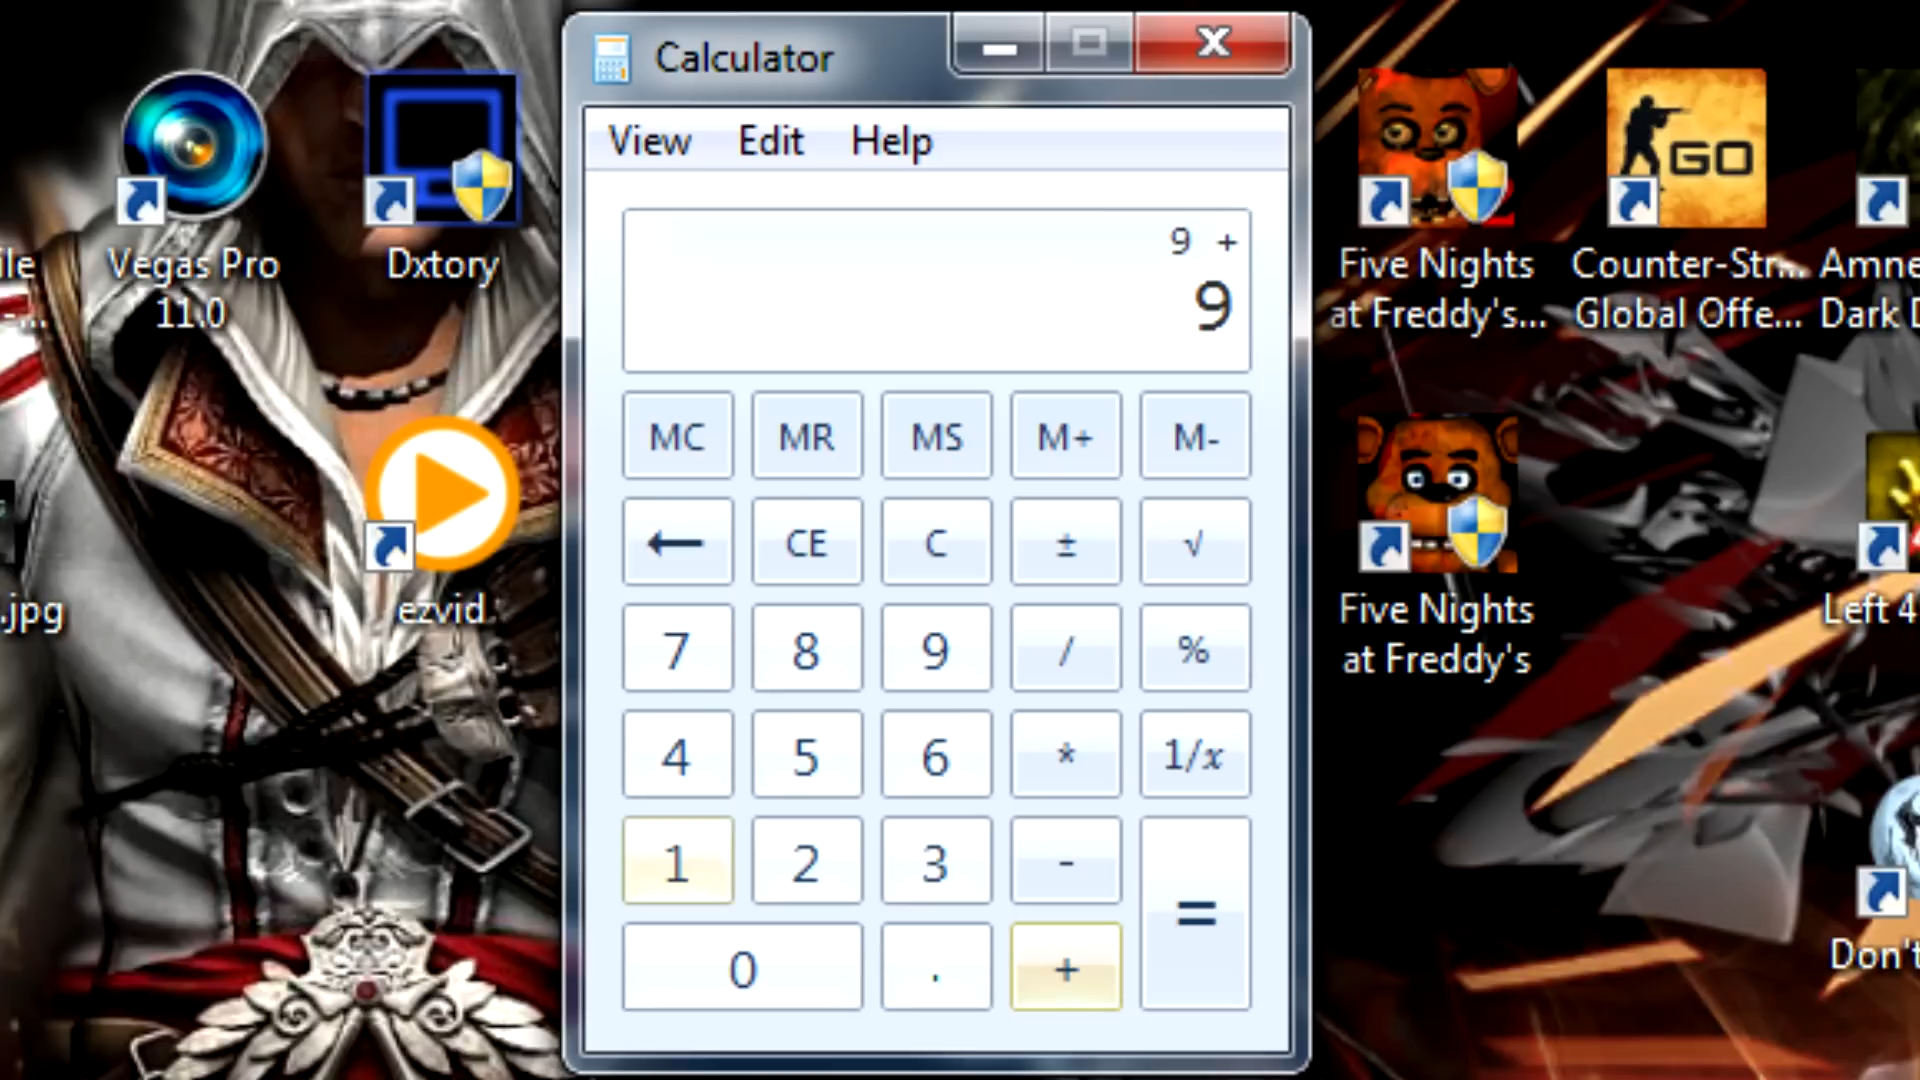 Calculator
View Edit Help
9 +
9
MC MR MS M+ M-
← CE C ± √
7 8 9 / %
4 5 6 * 1/x
1 2 3 -
=
0 . +
Vegas Pro
11.0
Dxtory
ile
-...
.jpg
ezvid
Five Nights
at Freddy's...
GO
Counter-Str...
Global Offe...
Amne
Dark D
Five Nights
at Freddy's
Left 4
Don't